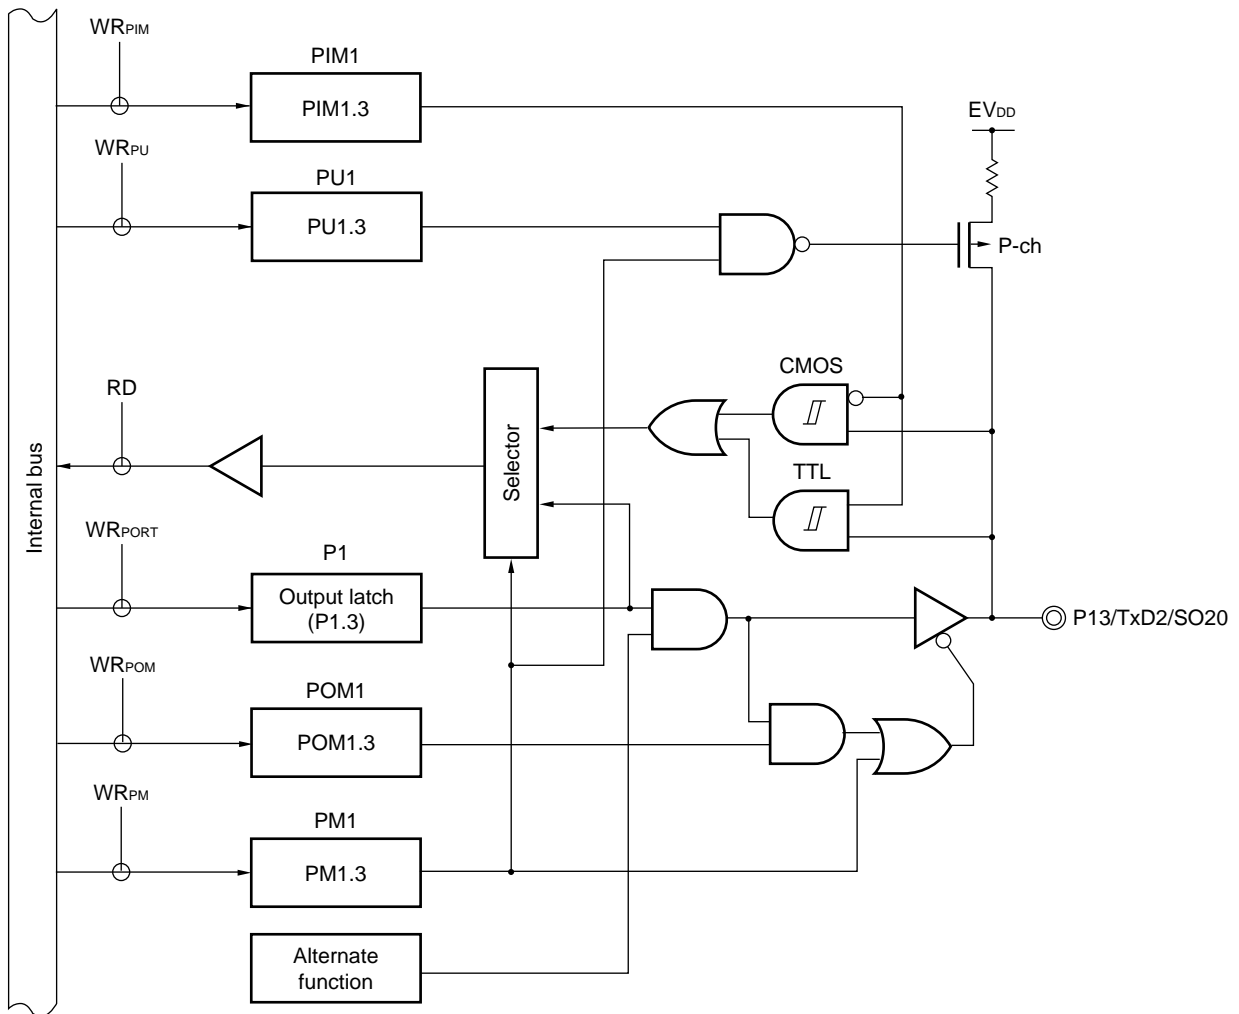 WRPIM
PIM1
PIM1.3
EVDD
WRPU
PU1
PU1.3
P-ch
CMOS
RD
Selector
TTL
Internal bus
WRPORT
P1
Output latch
(P1.3)
P13/TxD2/SO20
WRPOM
POM1
POM1.3
WRPM
PM1
PM1.3
Alternate
function